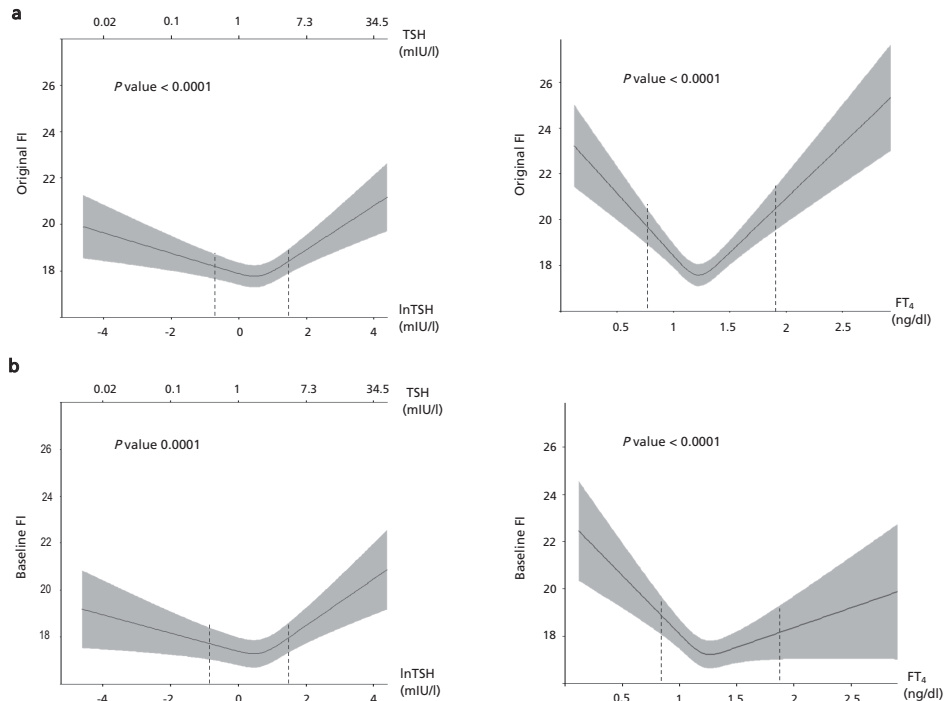 a
0.02 0.1 1 7.3 34.5 TSH
(mIU/l)
P value < 0.0001
Original FI
26
24
22
20
18
-4 -2 0 2 4
lnTSH
(mIU/l)
P value < 0.0001
Original FI
26
24
22
20
18
0.5 1 1.5 2 2.5
FT4
(ng/dl)
b
0.02 0.1 1 7.3 34.5 TSH
(mIU/l)
P value 0.0001
Baseline FI
26
24
22
20
18
-4 -2 0 2 4
lnTSH
(mIU/l)
P value < 0.0001
Baseline FI
26
24
22
20
18
0.5 1 1.5 2 2.5
FT4
(ng/dl)